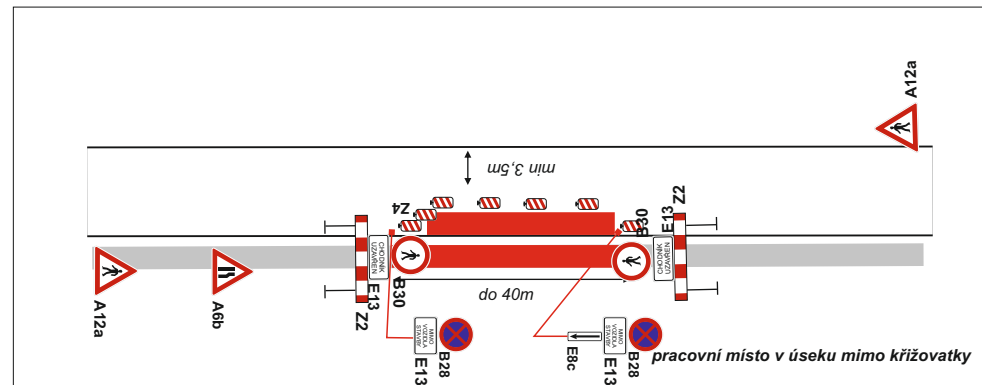 A12a
min 3,5m
Z4
B30
E13
Z2
CHODNÍK
UZAVŘEN
CHODNÍK
UZAVŘEN
E13
B30
Z2
A12a
A6b
do 40m
MIMO
VOZIDLA
STAVBY
E13
B28
E8c
MIMO
VOZIDLA
STAVBY
E13
B28
pracovní místo v úseku mimo křižovatky